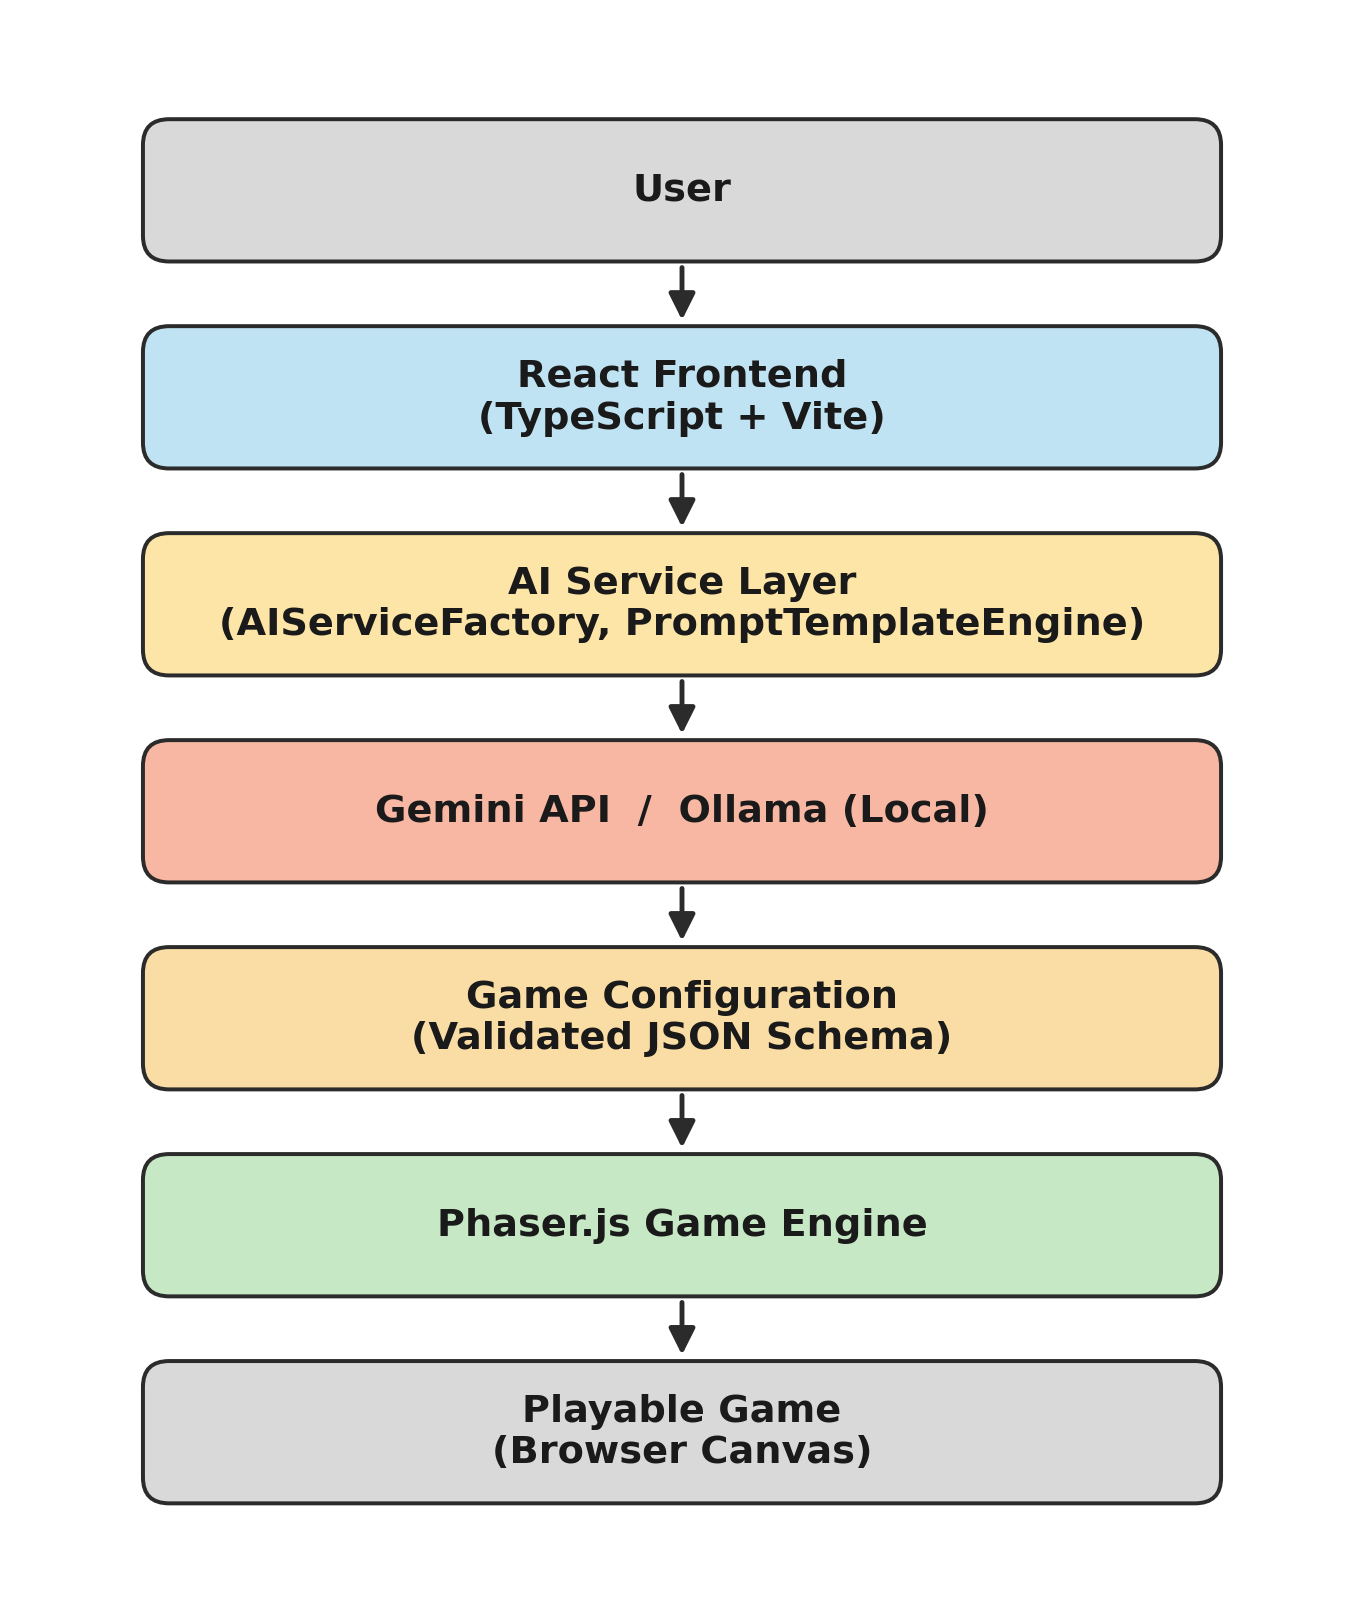 User
React Frontend
(TypeScript + Vite)
AI Service Layer
(AIServiceFactory, PromptTemplateEngine)
Gemini API / Ollama (Local)
Game Configuration
(Validated JSON Schema)
Phaser.js Game Engine
Playable Game
(Browser Canvas)